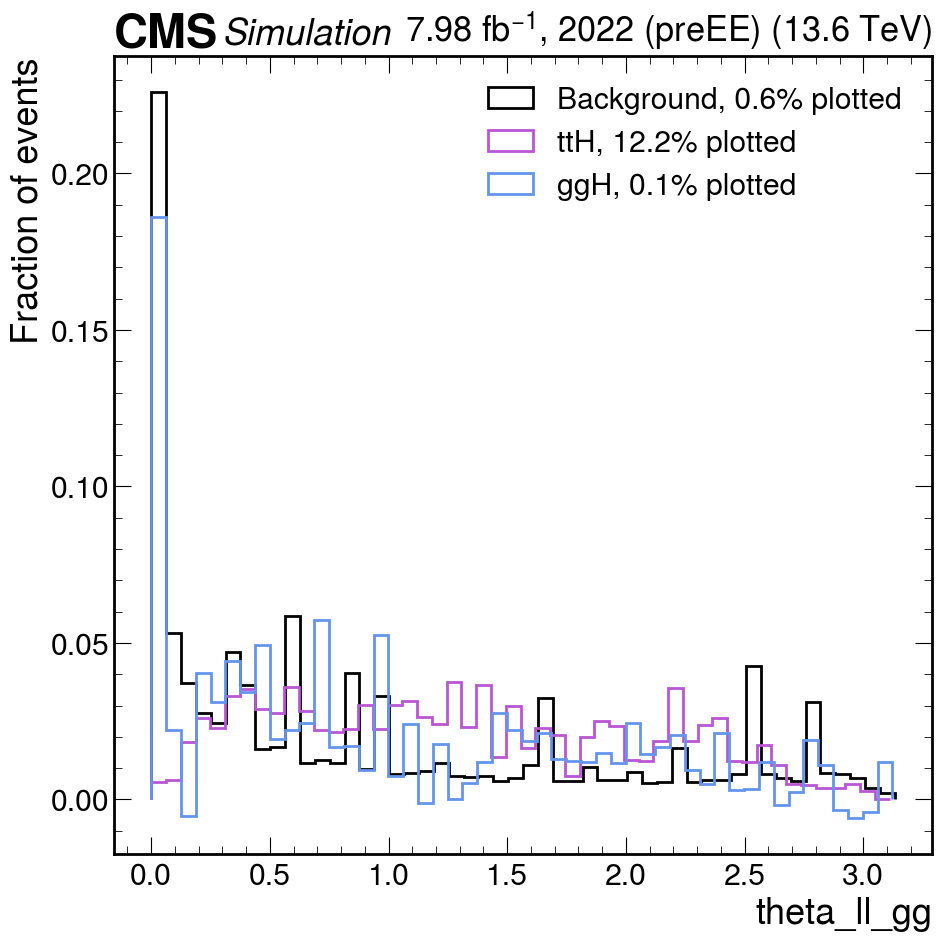 CMS Simulation 7.98 fb⁻¹, 2022 (preEE) (13.6 TeV)
Fraction of events
Background, 0.6% plotted
ttH, 12.2% plotted
ggH, 0.1% plotted
0.20
0.15
0.10
0.05
0.00
0.0 0.5 1.0 1.5 2.0 2.5 3.0
theta_ll_gg